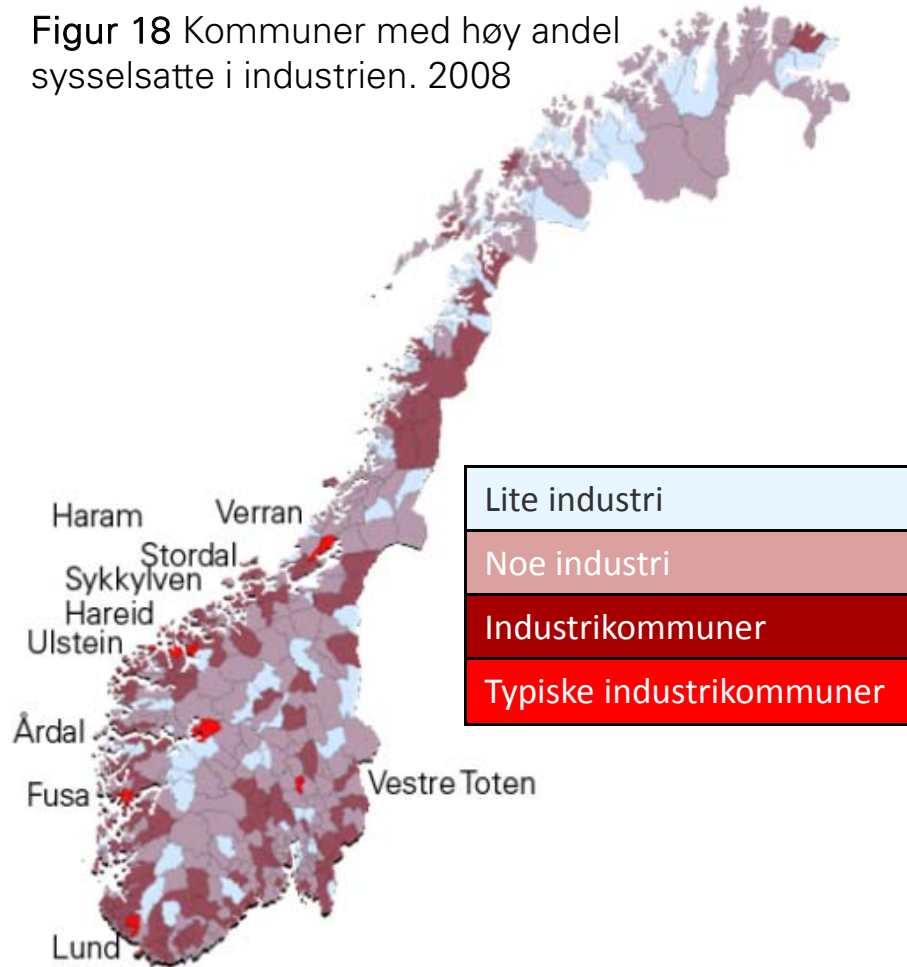 Figur 18 Kommuner med høy andel
sysselsatte i industrien. 2008
Haram
Verran
Stordal
Sykkylven
Hareid
Ulstein
Årdal
Fusa
Vestre Toten
Lund
Lite industri
Noe industri
Industrikommuner
Typiske industrikommuner